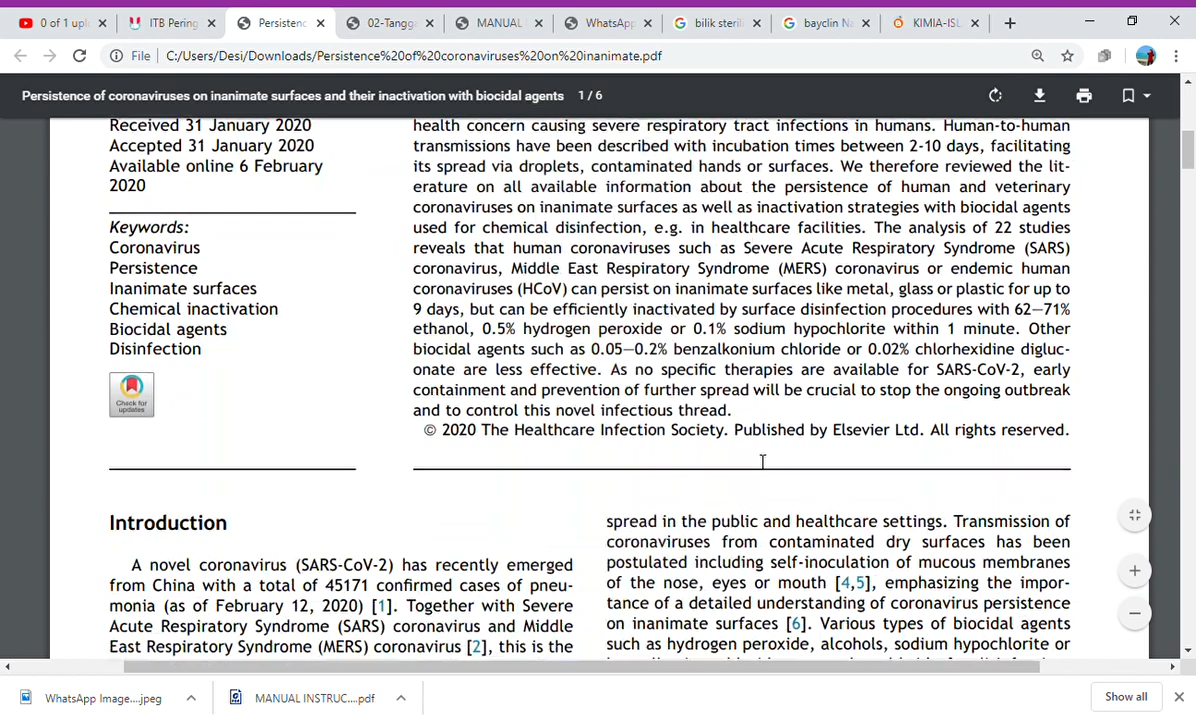 0 of 1 uplo
ITB Pering
Persistenc
02-Tangga
MANUAL
WhatsApp
bilik steril
bayclin Na
KIMIA-ISL
File
C:/Users/Desi/Downloads/Persistence%20of%20coronaviruses%20on%20inanimate.pdf
Persistence of coronaviruses on inanimate surfaces and their inactivation with biocidal agents 1 / 6
Received 31 January 2020
Accepted 31 January 2020
Available online 6 February
2020
Keywords:
Coronavirus
Persistence
Inanimate surfaces
Chemical inactivation
Biocidal agents
Disinfection
Check for
updates
health concern causing severe respiratory tract infections in humans. Human-to-human
transmissions have been described with incubation times between 2-10 days, facilitating
its spread via droplets, contaminated hands or surfaces. We therefore reviewed the lit-
erature on all available information about the persistence of human and veterinary
coronaviruses on inanimate surfaces as well as inactivation strategies with biocidal agents
used for chemical disinfection, e.g. in healthcare facilities. The analysis of 22 studies
reveals that human coronaviruses such as Severe Acute Respiratory Syndrome (SARS)
coronavirus, Middle East Respiratory Syndrome (MERS) coronavirus or endemic human
coronaviruses (HCoV) can persist on inanimate surfaces like metal, glass or plastic for up to
9 days, but can be efficiently inactivated by surface disinfection procedures with 62–71%
ethanol, 0.5% hydrogen peroxide or 0.1% sodium hypochlorite within 1 minute. Other
biocidal agents such as 0.05–0.2% benzalkonium chloride or 0.02% chlorhexidine digluc-
onate are less effective. As no specific therapies are available for SARS-CoV-2, early
containment and prevention of further spread will be crucial to stop the ongoing outbreak
and to control this novel infectious thread.
© 2020 The Healthcare Infection Society. Published by Elsevier Ltd. All rights reserved.
Introduction
A novel coronavirus (SARS-CoV-2) has recently emerged
from China with a total of 45171 confirmed cases of pneu-
monia (as of February 12, 2020) [1]. Together with Severe
Acute Respiratory Syndrome (SARS) coronavirus and Middle
East Respiratory Syndrome (MERS) coronavirus [2], this is the
spread in the public and healthcare settings. Transmission of
coronaviruses from contaminated dry surfaces has been
postulated including self-inoculation of mucous membranes
of the nose, eyes or mouth [4,5], emphasizing the impor-
tance of a detailed understanding of coronavirus persistence
on inanimate surfaces [6]. Various types of biocidal agents
such as hydrogen peroxide, alcohols, sodium hypochlorite or
WhatsApp Image....jpeg
MANUAL INSTRUC....pdf
Show all